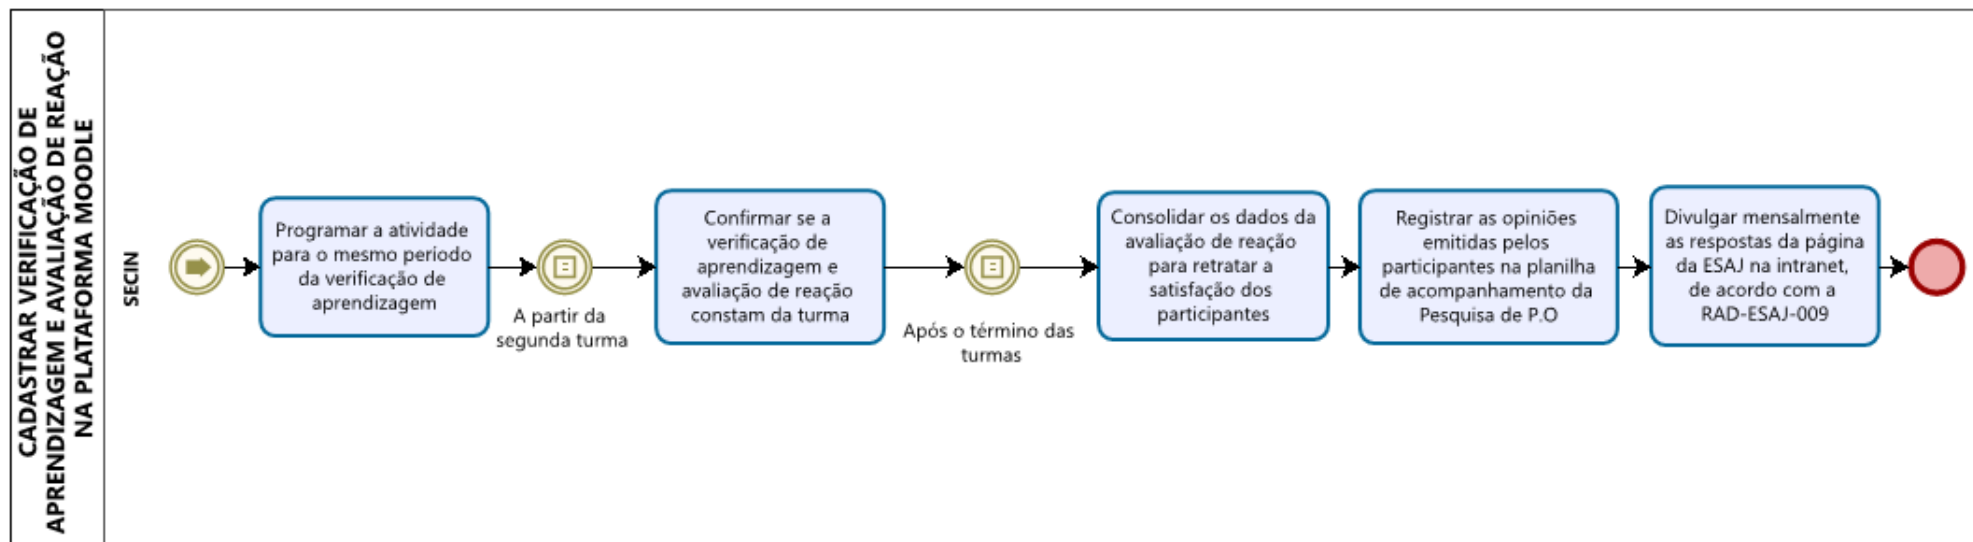 CADASTRAR VERIFICAÇÃO DE
APRENDIZAGEM E AVALIAÇÃO DE REAÇÃO
NA PLATAFORMA MOODLE
SECIN
Programar a atividade
para o mesmo período
da verificação de
aprendizagem
A partir da
segunda turma
Confirmar se a
verificação de
aprendizagem e
avaliação de reação
constam da turma
Após o término das
turmas
Consolidar os dados da
avaliação de reação
para retratar a
satisfação dos
participantes
Registrar as opiniões
emitidas pelos
participantes na planilha
de acompanhamento da
Pesquisa de P.O
Divulgar mensalmente
as respostas da página
da ESAJ na intranet,
de acordo com a
RAD-ESAJ-009